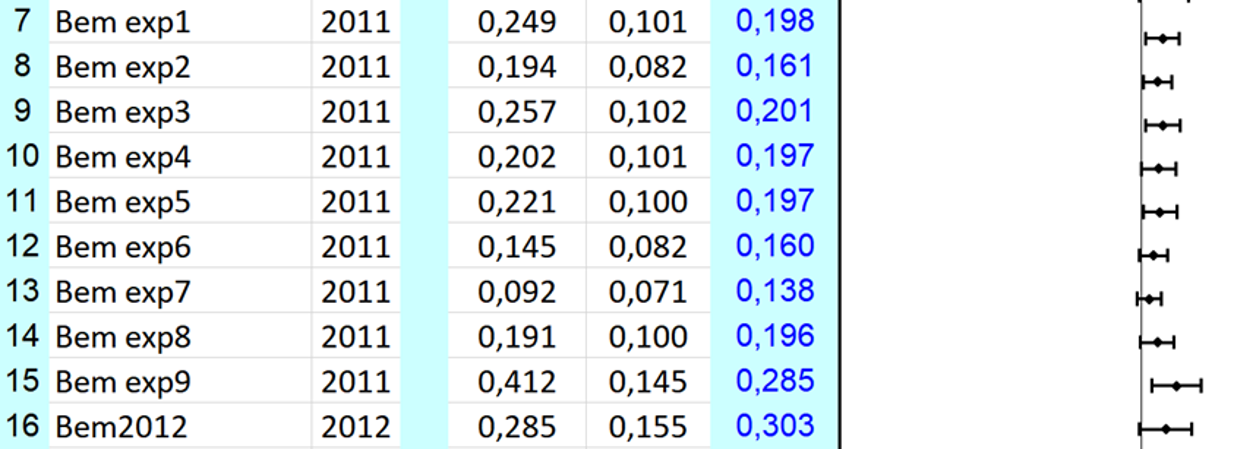 7 Bem exp1 2011 0,249 0,101 0,198
8 Bem exp2 2011 0,194 0,082 0,161
9 Bem exp3 2011 0,257 0,102 0,201
10 Bem exp4 2011 0,202 0,101 0,197
11 Bem exp5 2011 0,221 0,100 0,197
12 Bem exp6 2011 0,145 0,082 0,160
13 Bem exp7 2011 0,092 0,071 0,138
14 Bem exp8 2011 0,191 0,100 0,196
15 Bem exp9 2011 0,412 0,145 0,285
16 Bem2012 2012 0,285 0,155 0,303